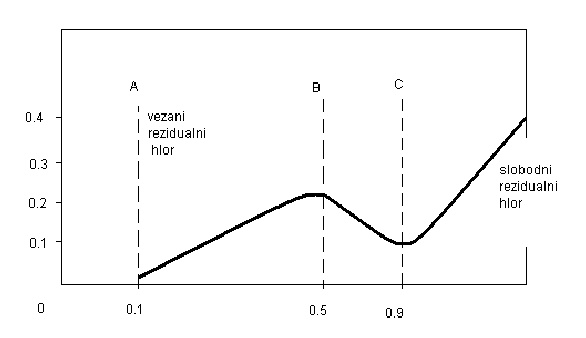 A
B
C
vezani
rezidualni
hlor
0.4
0.3
0.2
0.1
slobodni
rezidualni
hlor
0
0.1
0.5
0.9